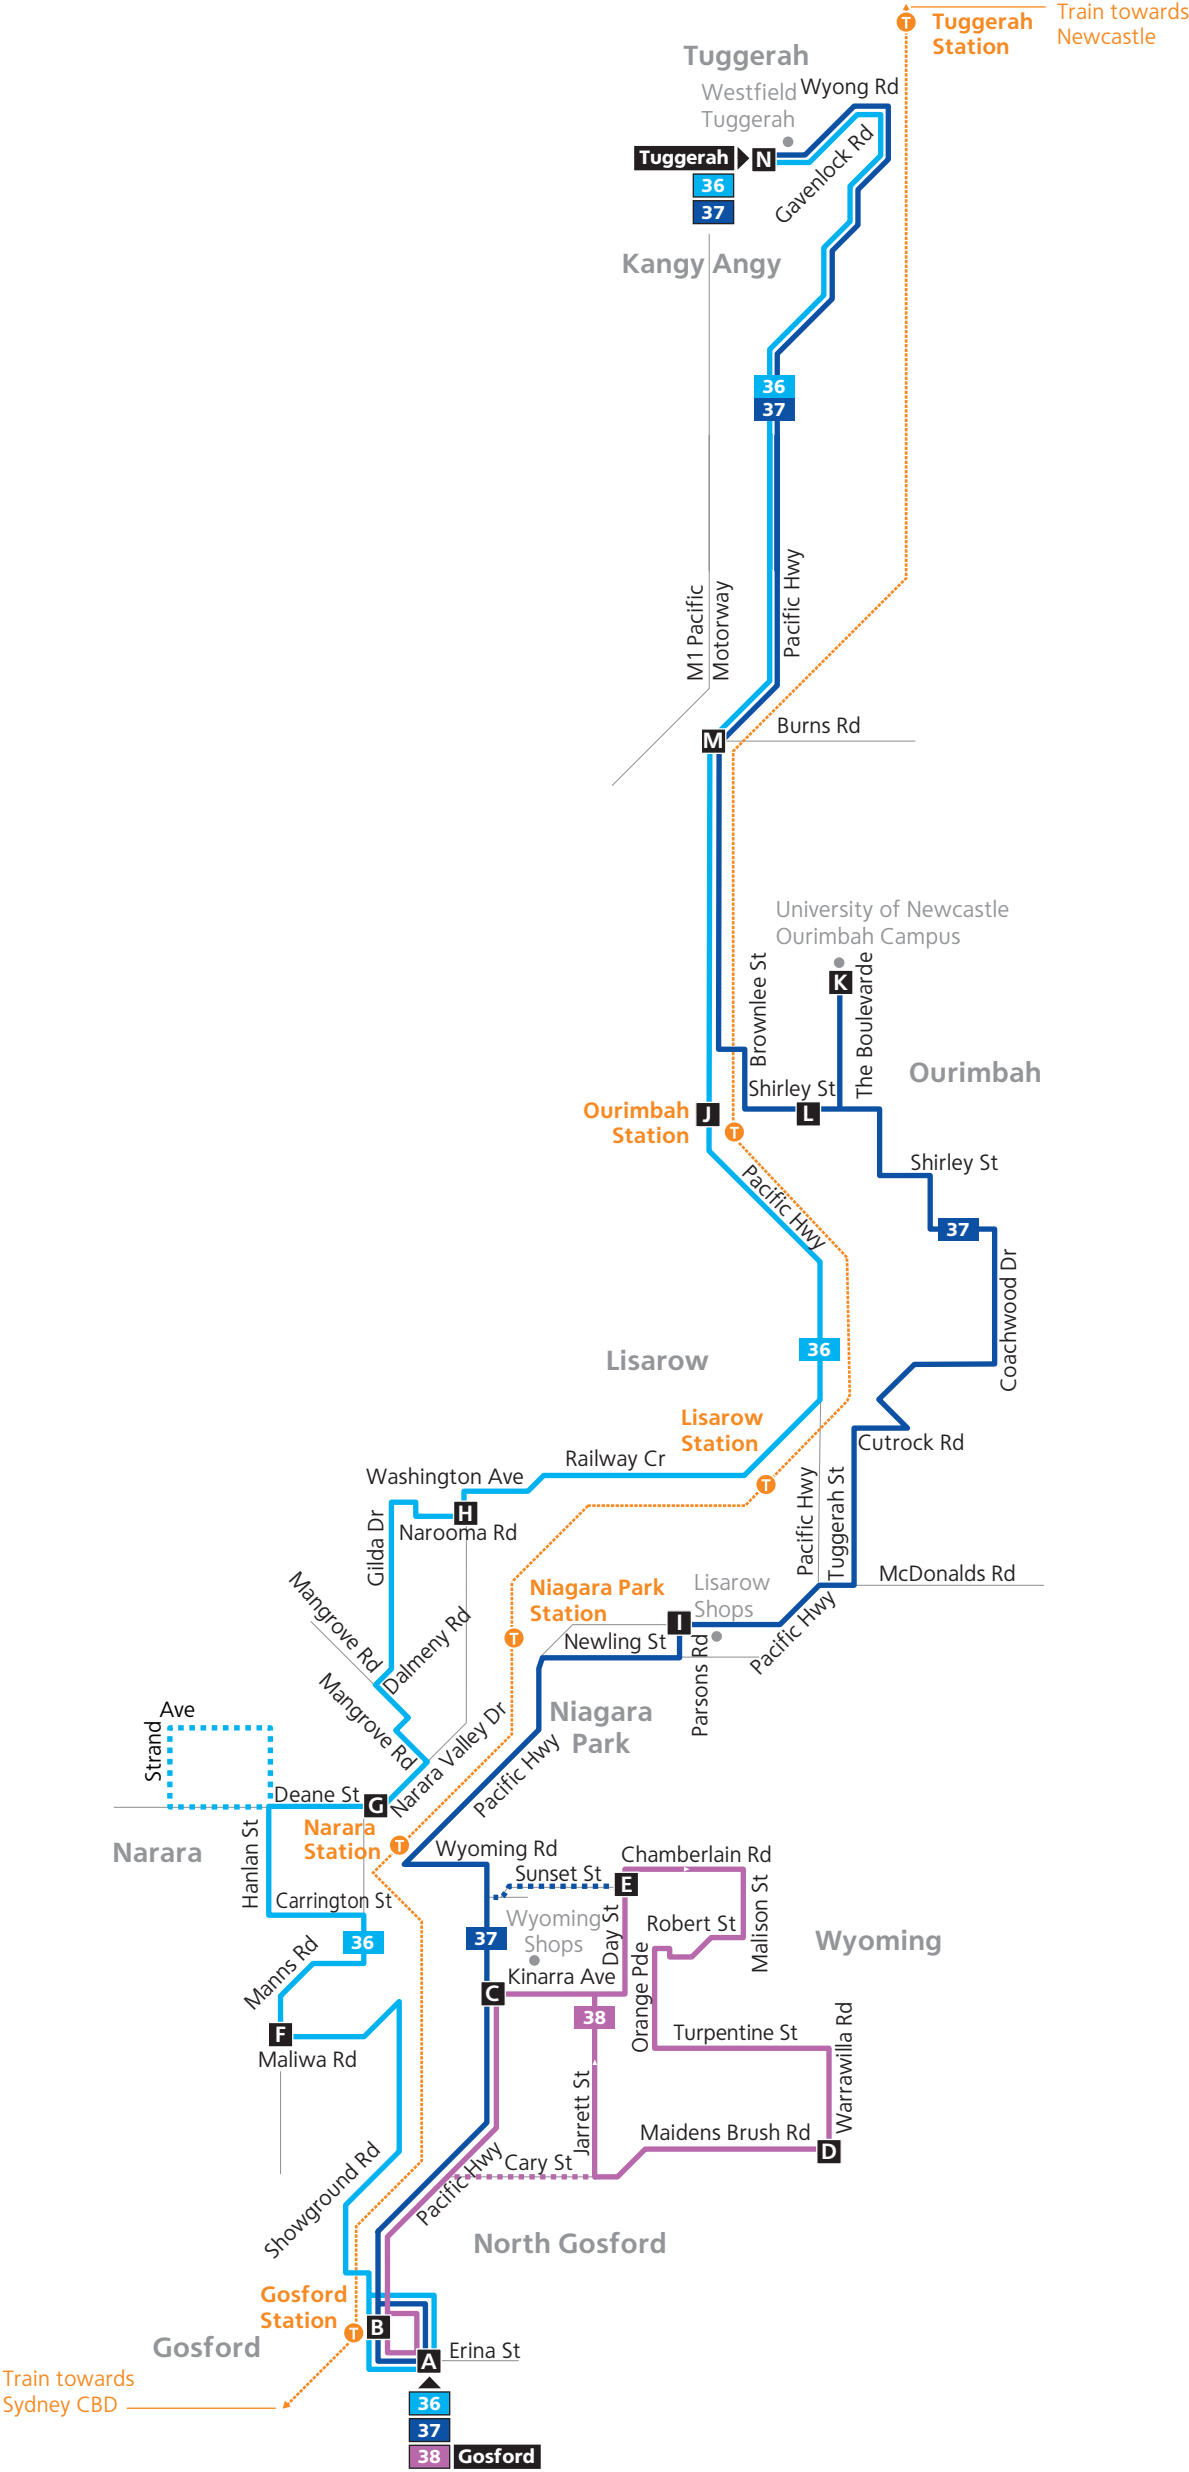 Train towards
Newcastle
T
Tuggerah
Station
Tuggerah
Westfield
Tuggerah
Wyong Rd
Gavenlock Rd
Tuggerah
N
36
37
Kangy Angy
36
37
M1 Pacific
Motorway
Pacific Hwy
M
Burns Rd
University of Newcastle
Ourimbah Campus
K
Brownlee St
The Boulevarde
Ourimbah
Shirley St
L
Ourimbah
Station
J
T
Shirley St
Pacific Hwy
37
Coachwood Dr
36
Lisarow
Lisarow
Station
T
Cutrock Rd
Railway Cr
Washington Ave
H
Narooma Rd
Gilda Dr
Pacific Hwy
Tuggerah St
McDonalds Rd
Niagara Park
Station
T
Lisarow
Shops
I
Newling St
Parsons Rd
Pacific Hwy
Mangrove Rd
Dalmeny Rd
Mangrove Rd
Narara Valley Dr
Niagara
Park
Pacific Hwy
Strand
Ave
Deane St
G
Narara
Station
T
Narara
Hanlan St
Carrington St
36
Manns Rd
F
Maliwa Rd
Wyoming Rd
Sunset St
E
Chamberlain Rd
Malison St
Robert St
Wyoming
Wyoming
Shops
Day St
37
Kinarra Ave
C
38
Orange Pde
Turpentine St
Warrawilla Rd
Jarrett St
Maidens Brush Rd
D
Cary St
Pacific Hwy
Showground Rd
North Gosford
Gosford
Station
T
B
Gosford
A
Erina St
Train towards
Sydney CBD
36
37
38
Gosford